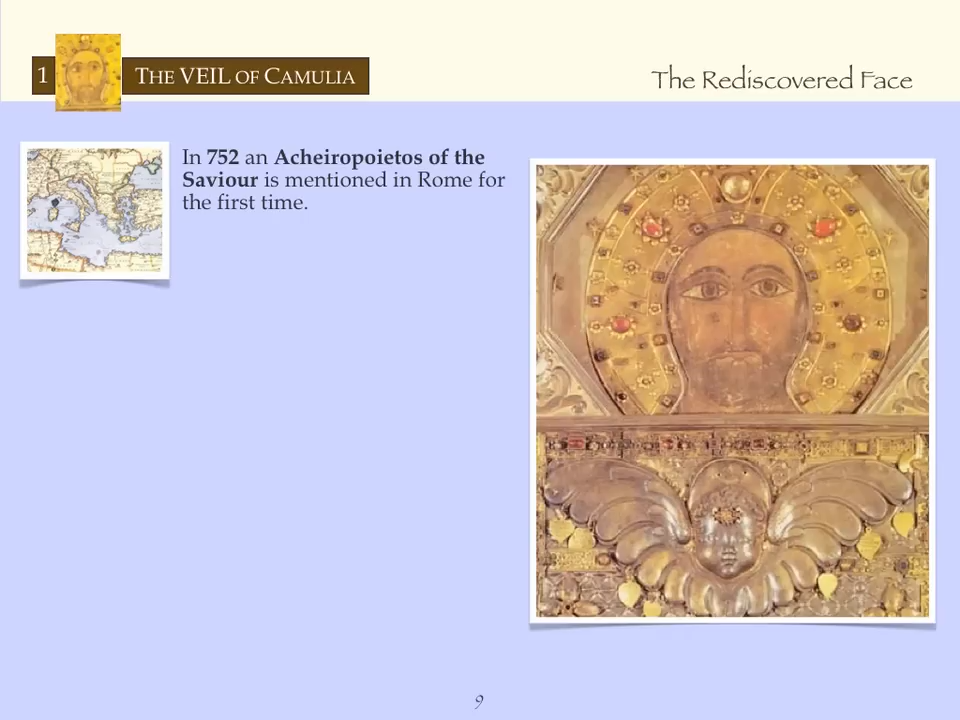 1
THE VEIL OF CAMULIA
The Rediscovered Face
In 752 an Acheiropoietos of the
Saviour is mentioned in Rome for
the first time.
9